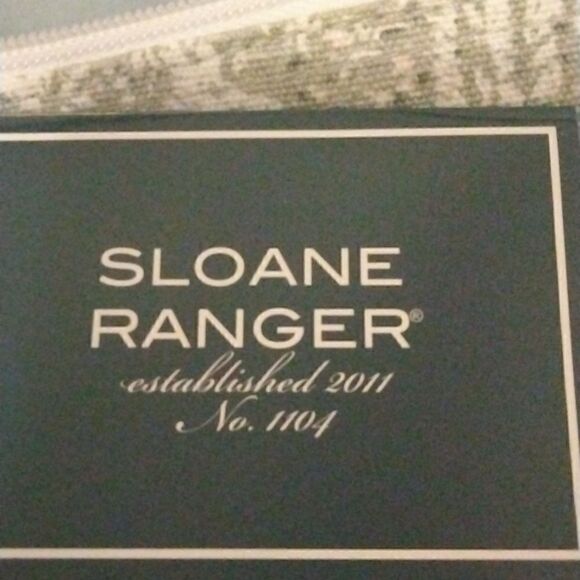 SLOANE
RANGER®
established 2011
No. 1104